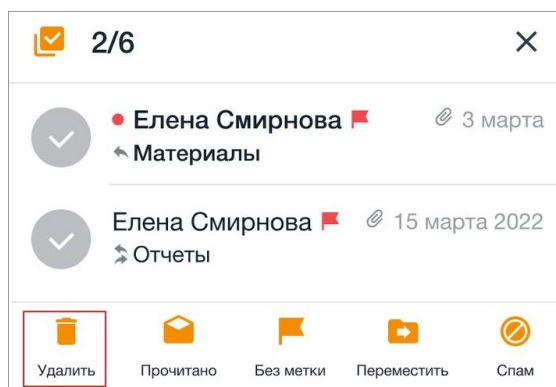 2/6
Елена Смирнова 3 марта
Материалы
Елена Смирнова 15 марта 2022
Отчеты
Удалить Прочитано Без метки Переместить Спам